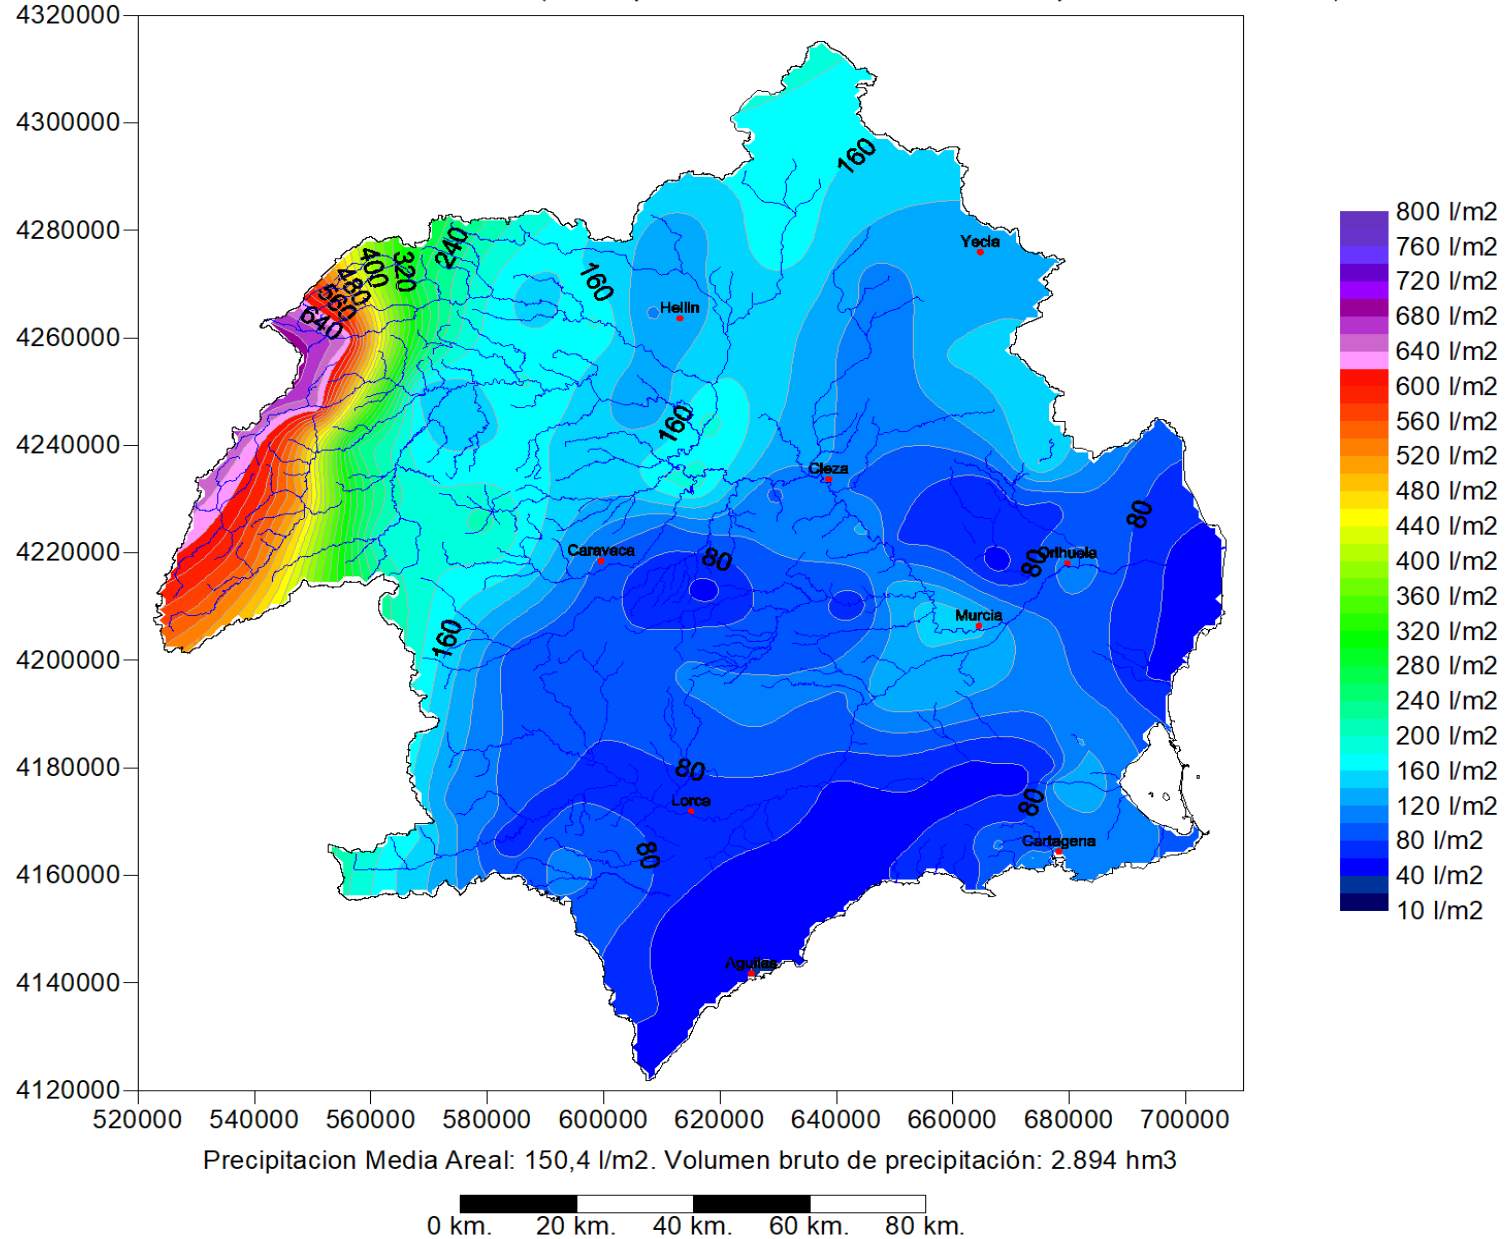 4320000
4300000
4280000
4260000
4240000
4220000
4200000
4180000
4160000
4140000
4120000
520000 540000 560000 580000 600000 620000 640000 660000 680000 700000
160
Yecla
240
320
400
480
560
640
160
Hellin
160
Cieza
80
Caravaca
80
80
Orihuela
Murcia
160
80
Lorca
80
80
Cartagena
Aguilas
800 l/m2
760 l/m2
720 l/m2
680 l/m2
640 l/m2
600 l/m2
560 l/m2
520 l/m2
480 l/m2
440 l/m2
400 l/m2
360 l/m2
320 l/m2
280 l/m2
240 l/m2
200 l/m2
160 l/m2
120 l/m2
80 l/m2
40 l/m2
10 l/m2
Precipitacion Media Areal: 150,4 l/m2. Volumen bruto de precipitación: 2.894 hm3
0 km. 20 km. 40 km. 60 km. 80 km.